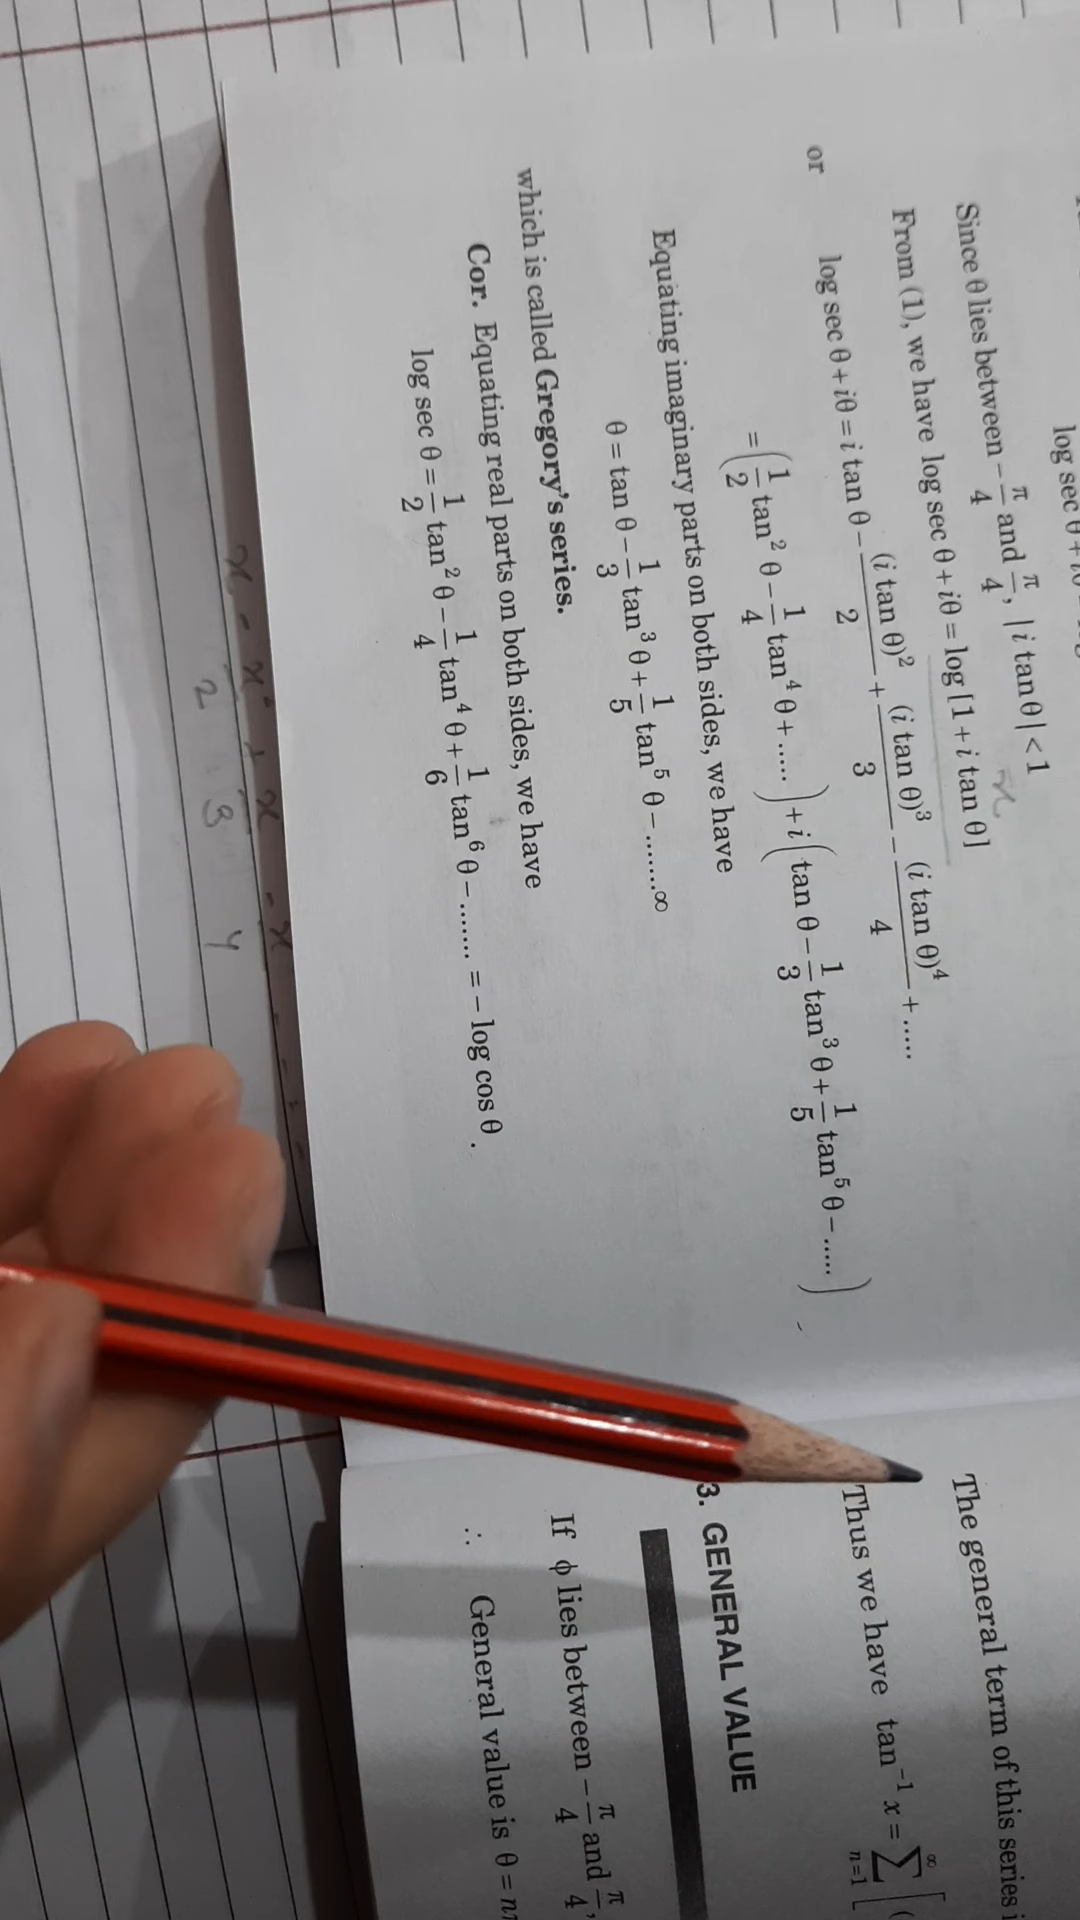 log sec θ + iθ
Since θ lies between − π/4 and π/4, | i tan θ | < 1
x
From (1), we have log sec θ + iθ = log [1 + i tan θ]
or log sec θ + iθ = i tan θ − (i tan θ)²/2 + (i tan θ)³/3 − (i tan θ)⁴/4 + .....
= (1/2 tan² θ − 1/4 tan⁴ θ + .....) + i (tan θ − 1/3 tan³ θ + 1/5 tan⁵ θ − .....)
Equating imaginary parts on both sides, we have
θ = tan θ − 1/3 tan³ θ + 1/5 tan⁵ θ − ........∞
which is called Gregory's series.
Cor. Equating real parts on both sides, we have
log sec θ = 1/2 tan² θ − 1/4 tan⁴ θ + 1/6 tan⁶ θ − ........ = − log cos θ .
2 3 4
The general term of this series
Thus we have tan⁻¹ x = ∞ Σ n=1 [
3. GENERAL VALUE
If ϕ lies between − π/4 and π/4,
∴ General value is θ =